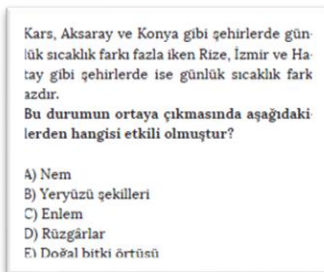 Kars, Aksaray ve Konya gibi şehirlerde gün-
lük sıcaklık farkı fazla iken Rize, İzmir ve Ha-
tay gibi şehirlerde ise günlük sıcaklık fark
azdır.
Bu durumun ortaya çıkmasında aşağıdaki-
lerden hangisi etkili olmuştur?
A) Nem
B) Yeryüzü şekilleri
C) Enlem
D) Rüzgârlar
E) Doğal bitki örtüsü